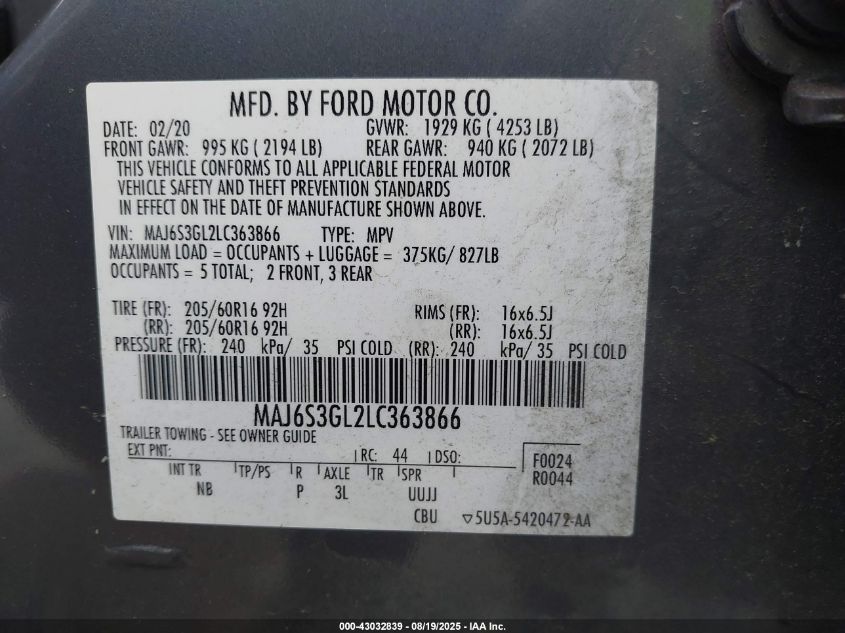 MFD. BY FORD MOTOR CO.
DATE: 02/20 GVWR: 1929 KG ( 4253 LB)
FRONT GAWR: 995 KG ( 2194 LB) REAR GAWR: 940 KG ( 2072 LB)
THIS VEHICLE CONFORMS TO ALL APPLICABLE FEDERAL MOTOR
VEHICLE SAFETY AND THEFT PREVENTION STANDARDS
IN EFFECT ON THE DATE OF MANUFACTURE SHOWN ABOVE.
VIN: MAJ6S3GL2LC363866 TYPE: MPV
MAXIMUM LOAD = OCCUPANTS + LUGGAGE = 375KG/ 827LB
OCCUPANTS = 5 TOTAL; 2 FRONT, 3 REAR
TIRE (FR): 205/60R16 92H RIMS (FR): 16x6.5J
(RR): 205/60R16 92H (RR): 16x6.5J
PRESSURE (FR): 240 kPa/ 35 PSI COLD (RR): 240 kPa/ 35 PSI COLD
MAJ6S3GL2LC363866
TRAILER TOWING - SEE OWNER GUIDE
EXT PNT: RC: 44 DSO: F0024
R0044
INT TR TP/PS R AXLE TR SPR
NB P 3L UUJJ
CBU ▽5U5A-5420472-AA
000-43032839 - 08/19/2025 - IAA Inc.